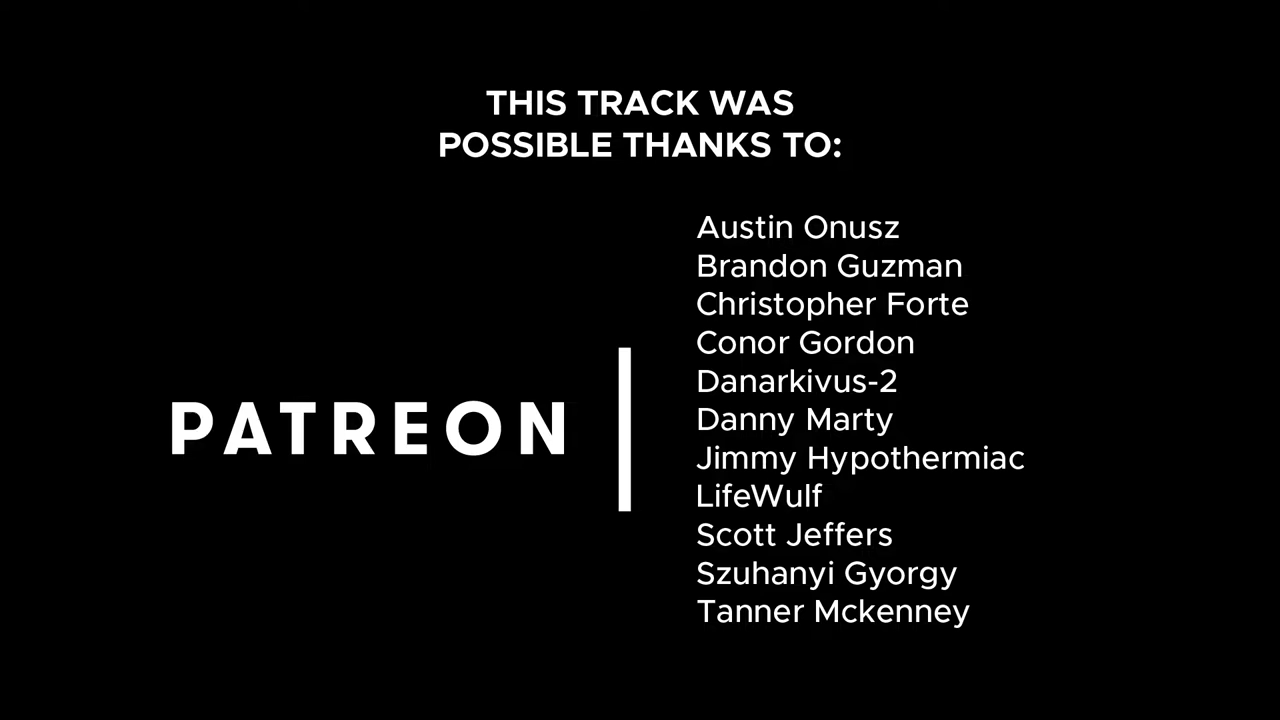 THIS TRACK WAS
POSSIBLE THANKS TO:
PATREON
Austin Onusz
Brandon Guzman
Christopher Forte
Conor Gordon
Danarkivus-2
Danny Marty
Jimmy Hypothermiac
LifeWulf
Scott Jeffers
Szuhanyi Gyorgy
Tanner Mckenney